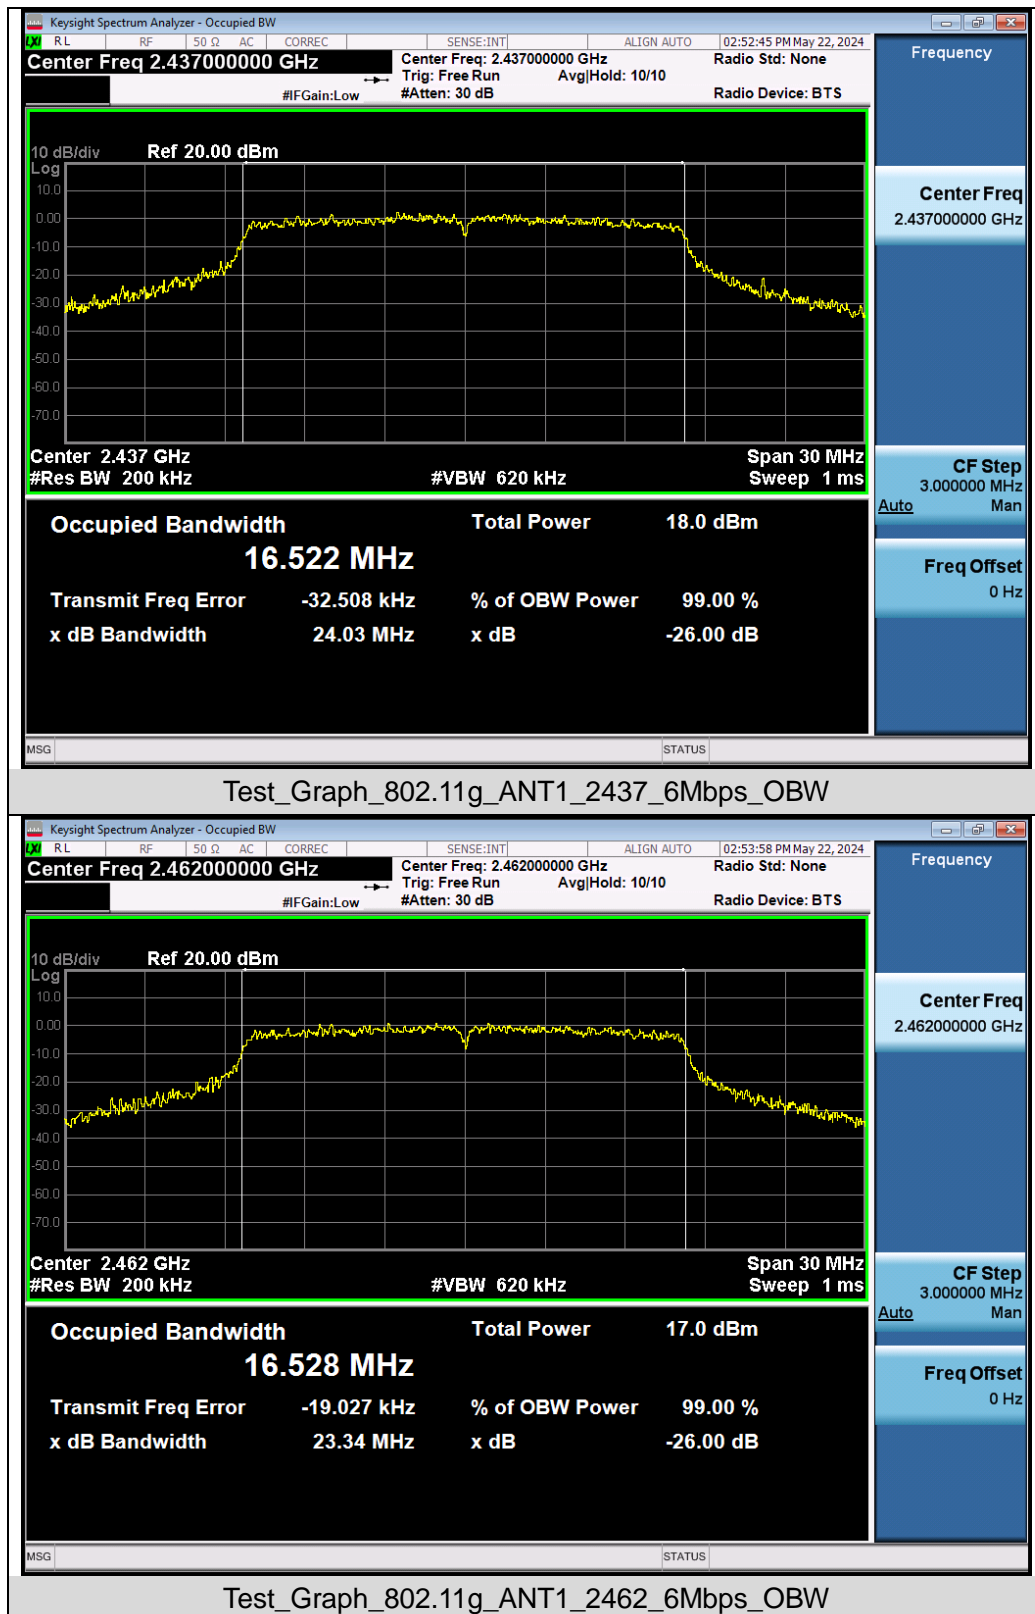 Keysight Spectrum Analyzer - Occupied BW
LXI RL RF 50 Ω AC CORREC SENSE:INT ALIGN AUTO 02:52:45 PM May 22, 2024
Center Freq 2.437000000 GHz
Center Freq: 2.437000000 GHz
Radio Std: None
Trig: Free Run Avg|Hold: 10/10
#IFGain:Low #Atten: 30 dB Radio Device: BTS
Frequency
10 dB/div Ref 20.00 dBm
Log
10.0
0.00
-10.0
-20.0
-30.0
-40.0
-50.0
-60.0
-70.0
Center 2.437 GHz Span 30 MHz
#Res BW 200 kHz #VBW 620 kHz Sweep 1 ms
Center Freq
2.437000000 GHz
CF Step
3.000000 MHz
Auto Man
Freq Offset
0 Hz
Occupied Bandwidth Total Power 18.0 dBm
16.522 MHz
Transmit Freq Error -32.508 kHz % of OBW Power 99.00 %
x dB Bandwidth 24.03 MHz x dB -26.00 dB
MSG STATUS
Test_Graph_802.11g_ANT1_2437_6Mbps_OBW
Keysight Spectrum Analyzer - Occupied BW
LXI RL RF 50 Ω AC CORREC SENSE:INT ALIGN AUTO 02:53:58 PM May 22, 2024
Center Freq 2.462000000 GHz
Center Freq: 2.462000000 GHz
Radio Std: None
Trig: Free Run Avg|Hold: 10/10
#IFGain:Low #Atten: 30 dB Radio Device: BTS
Frequency
10 dB/div Ref 20.00 dBm
Log
10.0
0.00
-10.0
-20.0
-30.0
-40.0
-50.0
-60.0
-70.0
Center 2.462 GHz Span 30 MHz
#Res BW 200 kHz #VBW 620 kHz Sweep 1 ms
Center Freq
2.462000000 GHz
CF Step
3.000000 MHz
Auto Man
Freq Offset
0 Hz
Occupied Bandwidth Total Power 17.0 dBm
16.528 MHz
Transmit Freq Error -19.027 kHz % of OBW Power 99.00 %
x dB Bandwidth 23.34 MHz x dB -26.00 dB
MSG STATUS
Test_Graph_802.11g_ANT1_2462_6Mbps_OBW